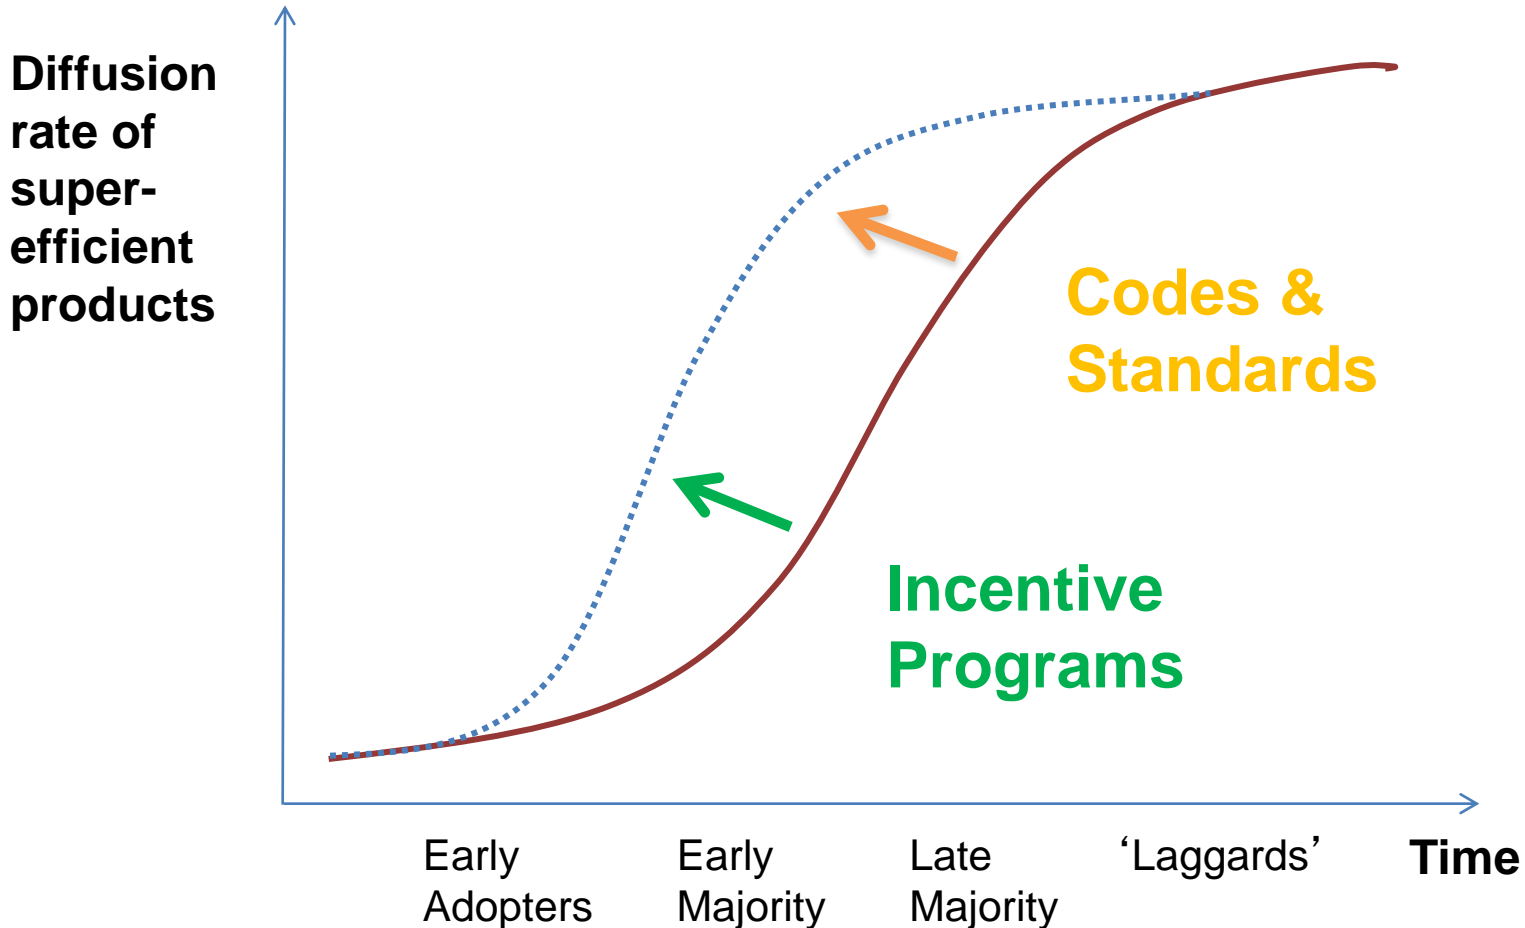 Diffusion
rate of
super-
efficient
products
Codes &
Standards
Incentive
Programs
Early
Adopters
Early
Majority
Late
Majority
‘Laggards’
Time